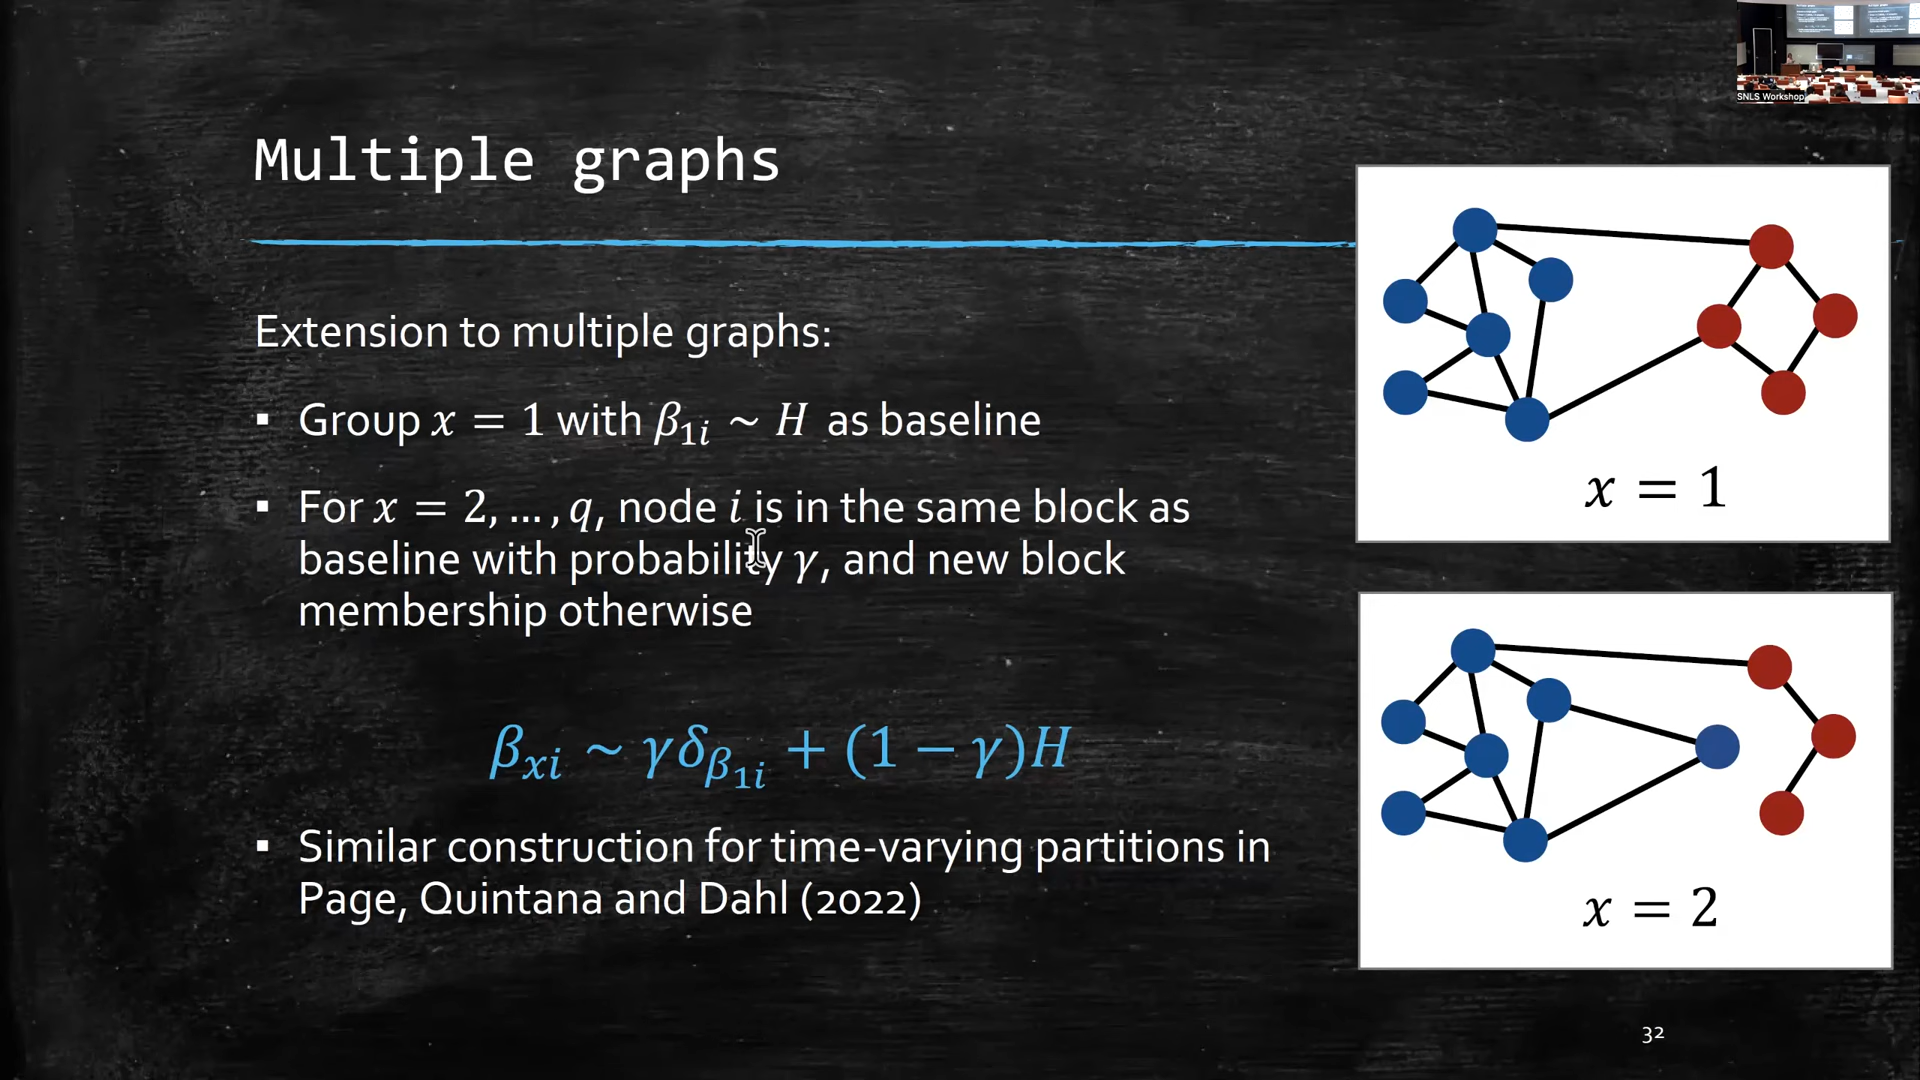 SNLS Workshop
Multiple graphs
Extension to multiple graphs:
▪ Group x = 1 with β₁ᵢ ~ H as baseline
▪ For x = 2, … , q, node i is in the same block as
baseline with probability γ, and new block
membership otherwise
βₓᵢ ~ γδ_{β₁ᵢ} + (1 − γ)H
▪ Similar construction for time-varying partitions in
Page, Quintana and Dahl (2022)
x = 1
x = 2
32